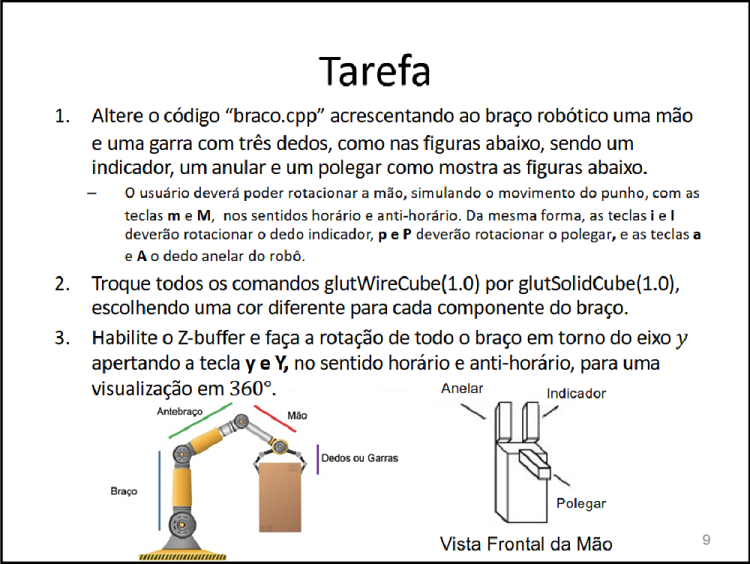 Tarefa
1. Altere o código “braco.cpp” acrescentando ao braço robótico uma mão
e uma garra com três dedos, como nas figuras abaixo, sendo um
indicador, um anular e um polegar como mostra as figuras abaixo.
– O usuário deverá poder rotacionar a mão, simulando o movimento do punho, com as
teclas m e M, nos sentidos horário e anti-horário. Da mesma forma, as teclas i e I
deverão rotacionar o dedo indicador, p e P deverão rotacionar o polegar, e as teclas a
e A o dedo anelar do robô.
2. Troque todos os comandos glutWireCube(1.0) por glutSolidCube(1.0),
escolhendo uma cor diferente para cada componente do braço.
3. Habilite o Z-buffer e faça a rotação de todo o braço em torno do eixo y
apertando a tecla y e Y, no sentido horário e anti-horário, para uma
visualização em 360°.
Antebraço
Mão
Dedos ou Garras
Braço
Anelar
Indicador
Polegar
Vista Frontal da Mão
9